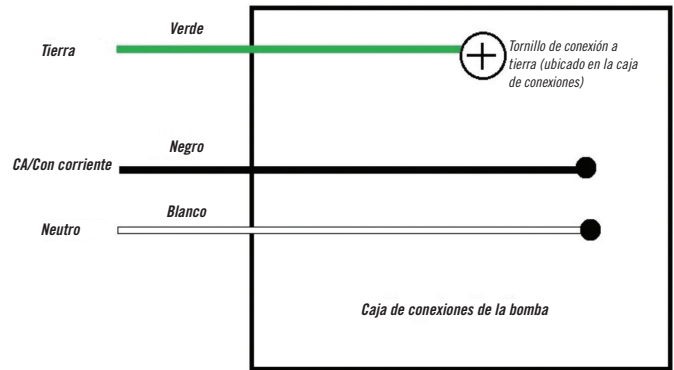 Verde
Tierra
Tornillo de conexión a
tierra (ubicado en la caja
de conexiones)
Negro
CA/Con corriente
Blanco
Neutro
Caja de conexiones de la bomba